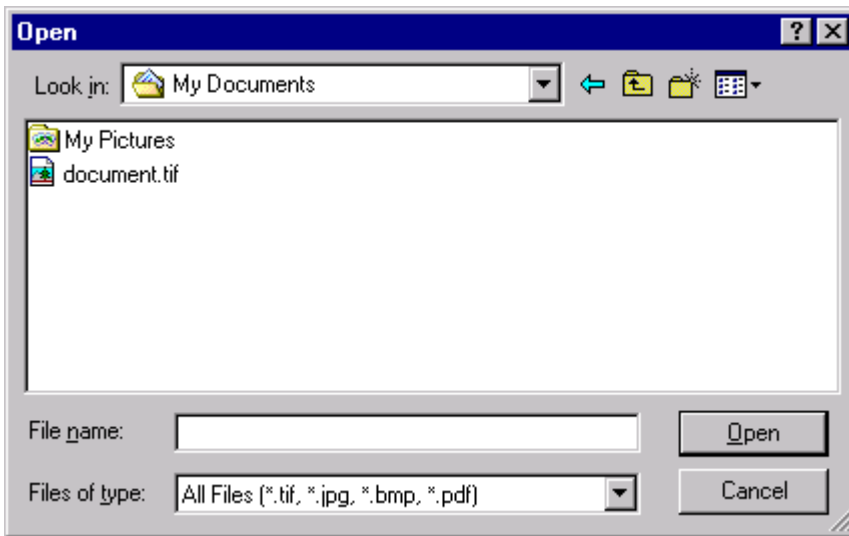 Open
Look in: My Documents
My Pictures
document.tif
File name: Open
Files of type: All Files (*.tif, *.jpg, *.bmp, *.pdf) Cancel